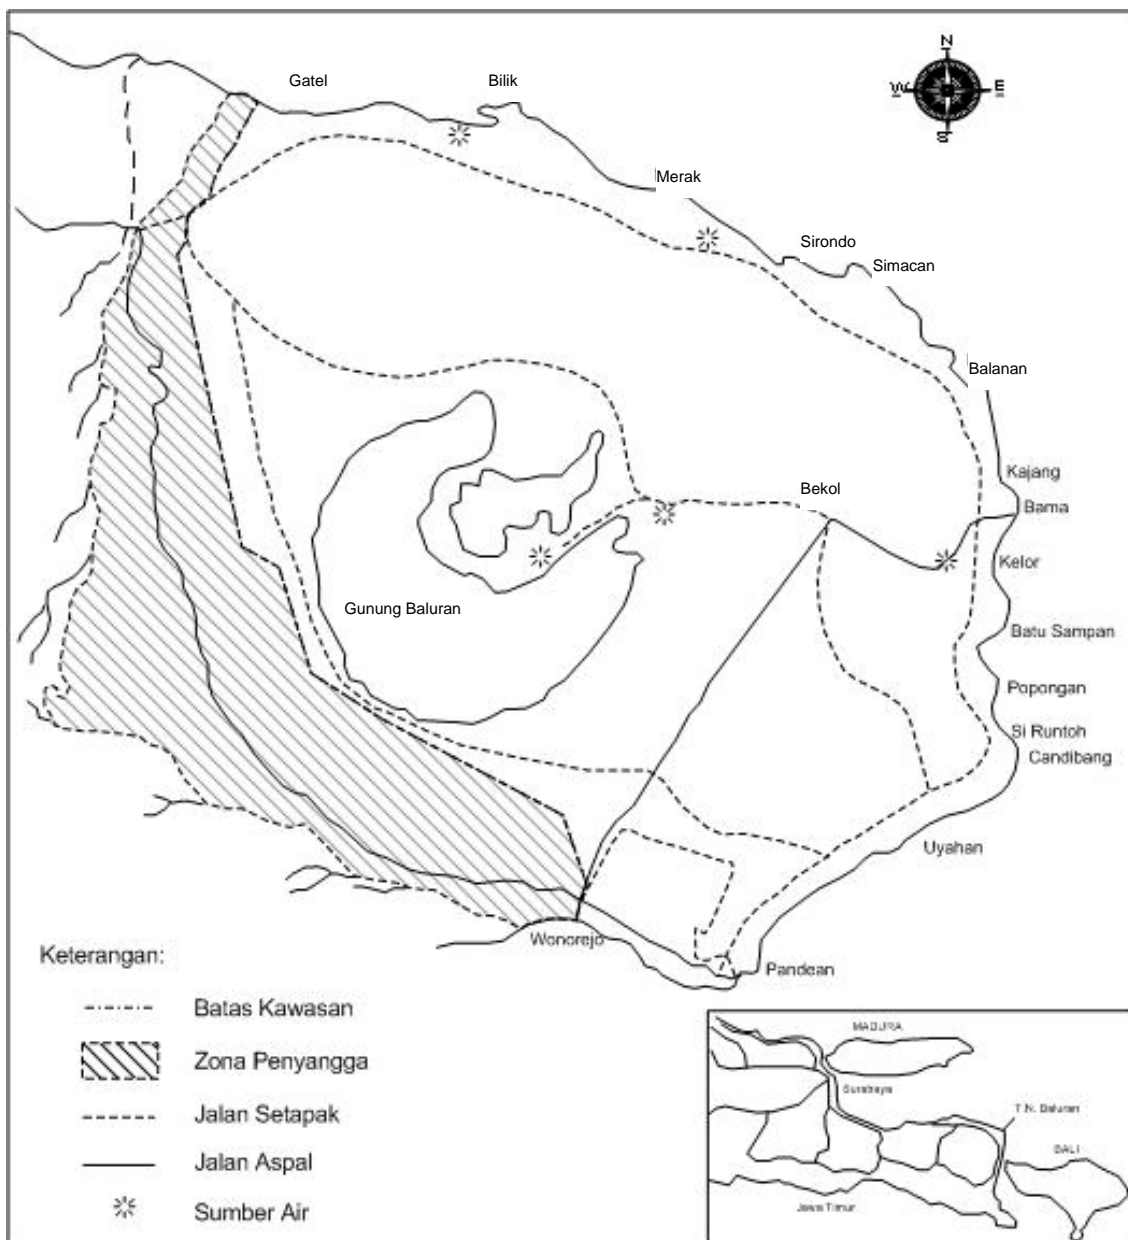 N
W
E
S
Gatel
Bilik
Merak
Sirondo
Simacan
Balanan
Kajang
Bekol
Bama
Kelor
Gunung Baluran
Batu Sampan
Popongan
Si Runtoh
Candibang
Uyahan
Wonorejo
Pandean
Keterangan:
Batas Kawasan
Zona Penyangga
Jalan Setapak
Jalan Aspal
Sumber Air
MADURA
Surabaya
T.N. Baluran
BALI
Jawa Timur